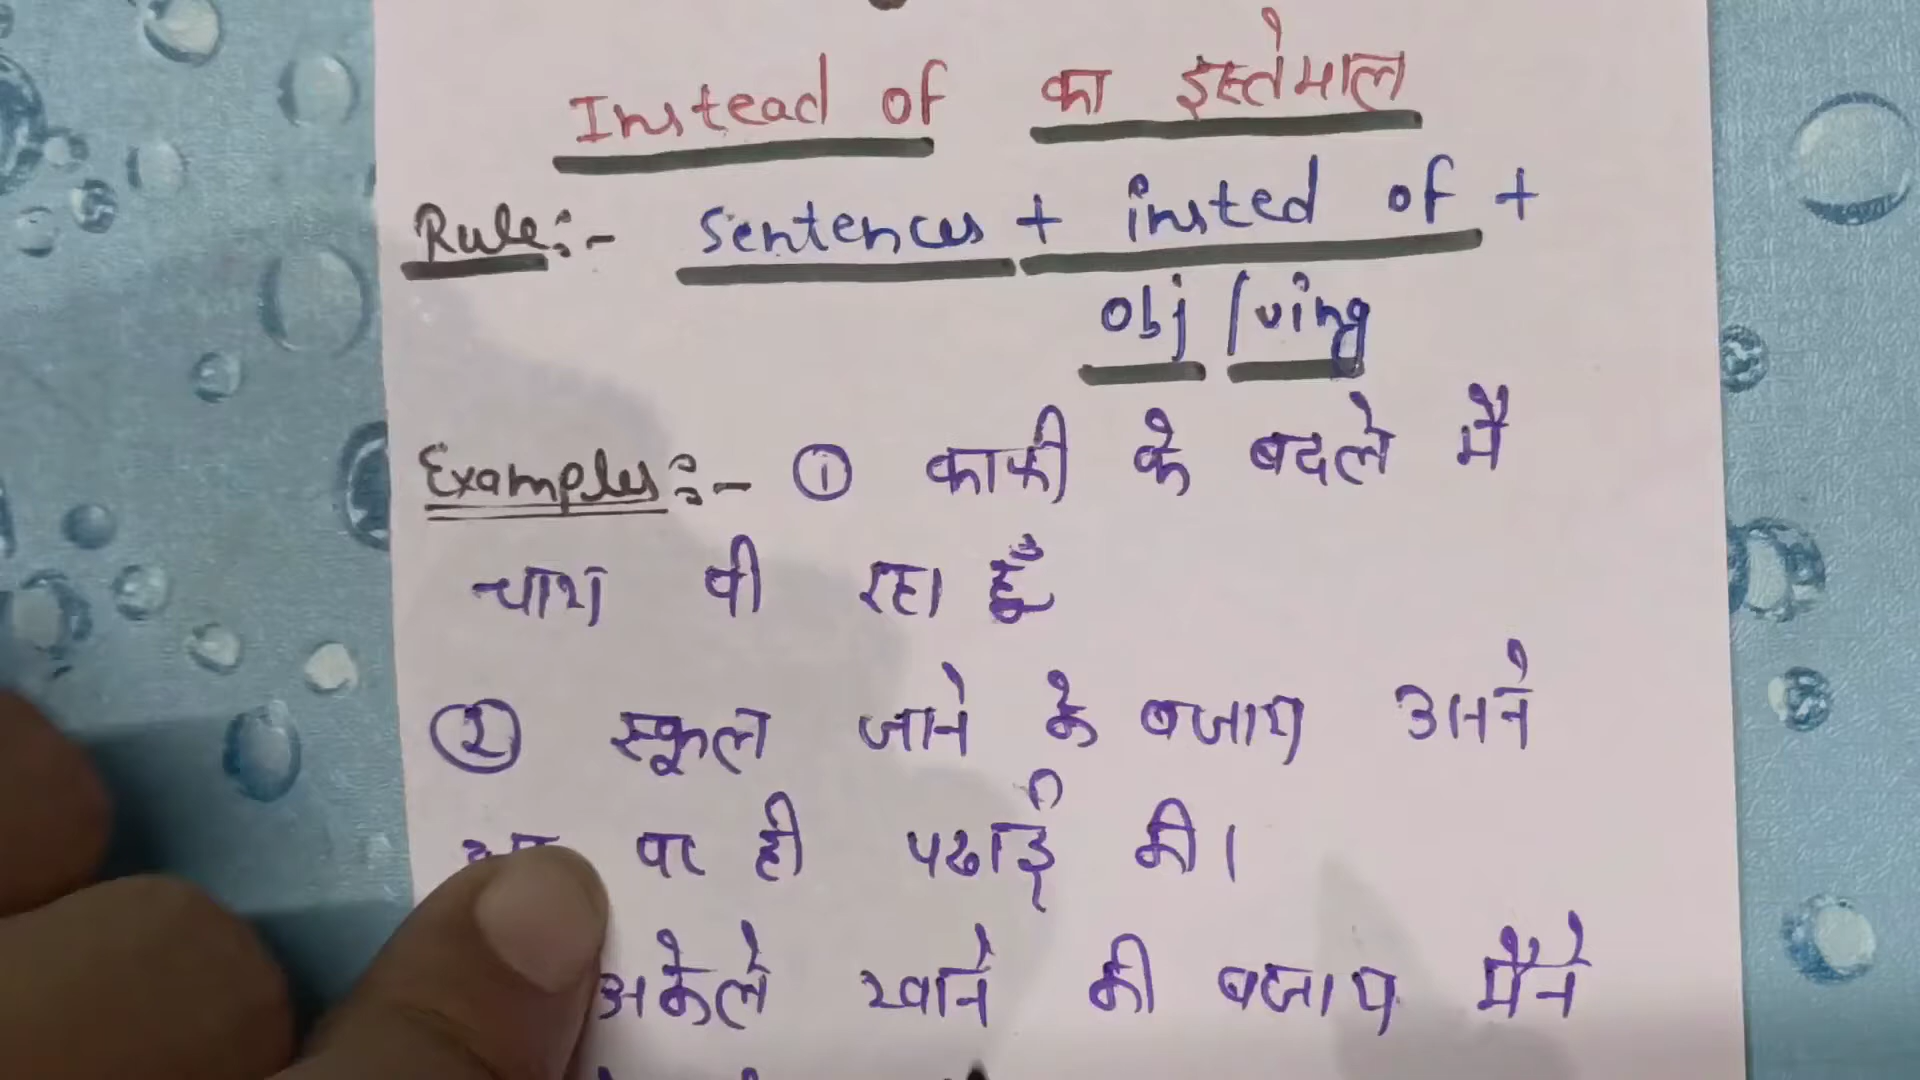 Instead of का इस्तेमाल
Rule:- Sentences + insted of +
obj / ving
Examples:- ① काफी के बदले मैं
चाय पी रहा हूँ
② स्कूल जाने के बजाय उसने
पर ही पढाई की।
अकेले खाने की बजाय मैंने